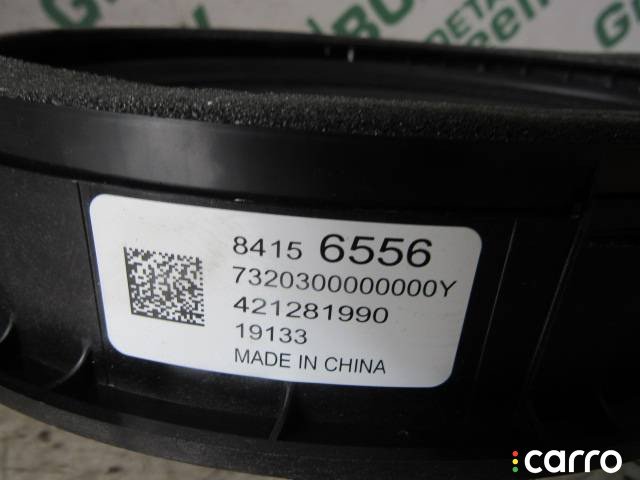 8415 6556
7320300000000Y
421281990
19133
MADE IN CHINA
carro